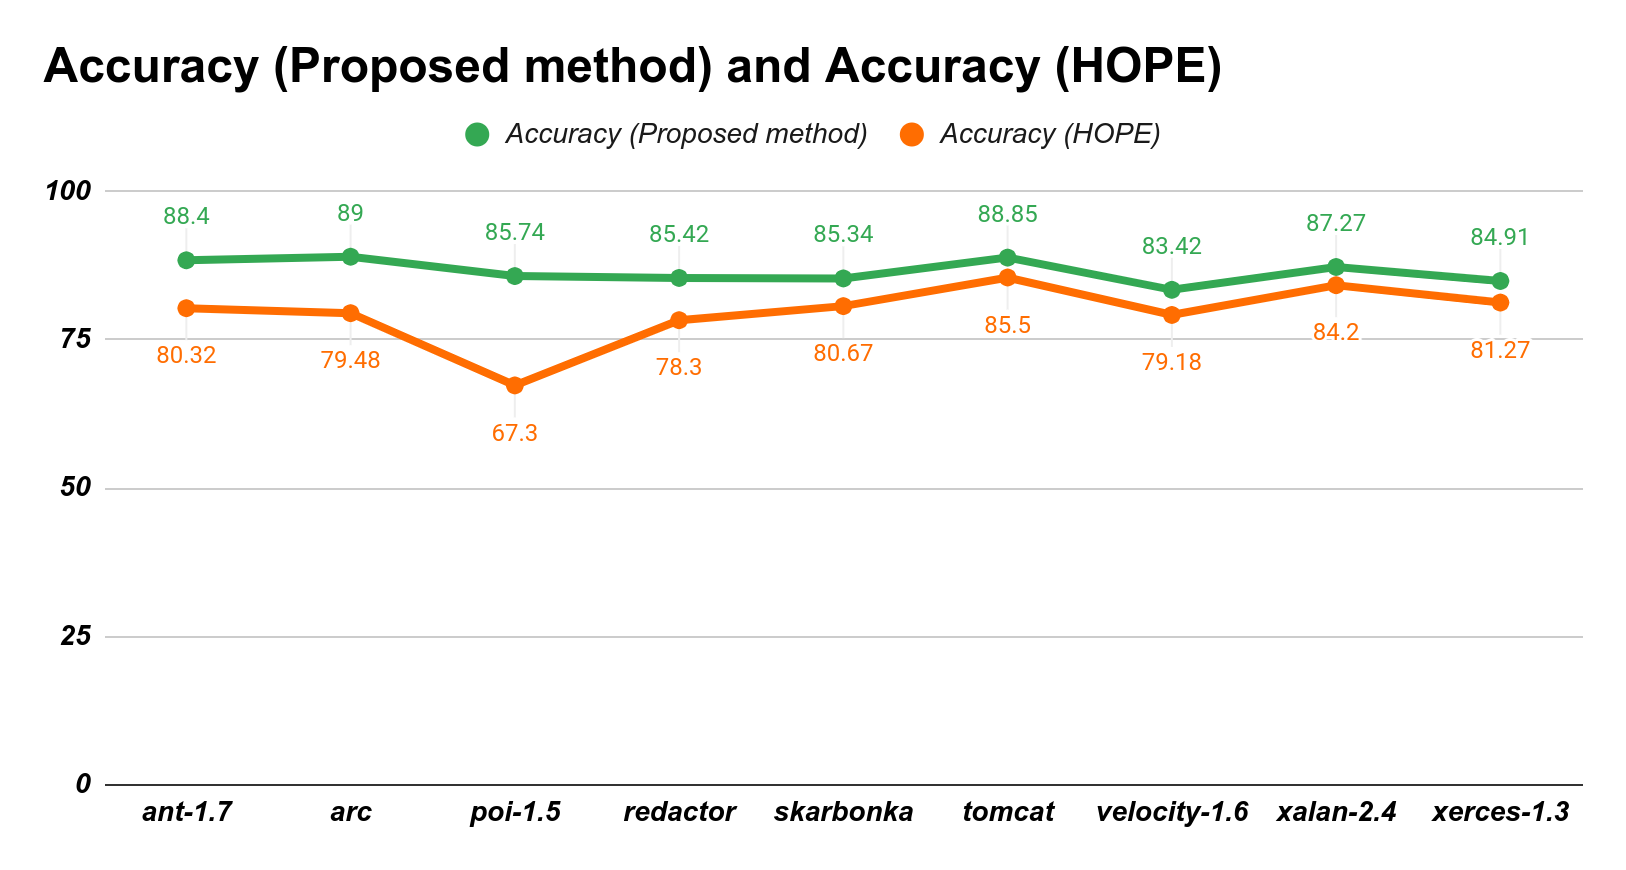 Accuracy (Proposed method) and Accuracy (HOPE)
Accuracy (Proposed method) Accuracy (HOPE)
100
88.4 89 85.74 85.42 85.34 88.85 83.42 87.27 84.91
75
80.32 79.48 67.3 78.3 80.67 85.5 79.18 84.2 81.27
50
25
0
ant-1.7 arc poi-1.5 redactor skarbonka tomcat velocity-1.6 xalan-2.4 xerces-1.3